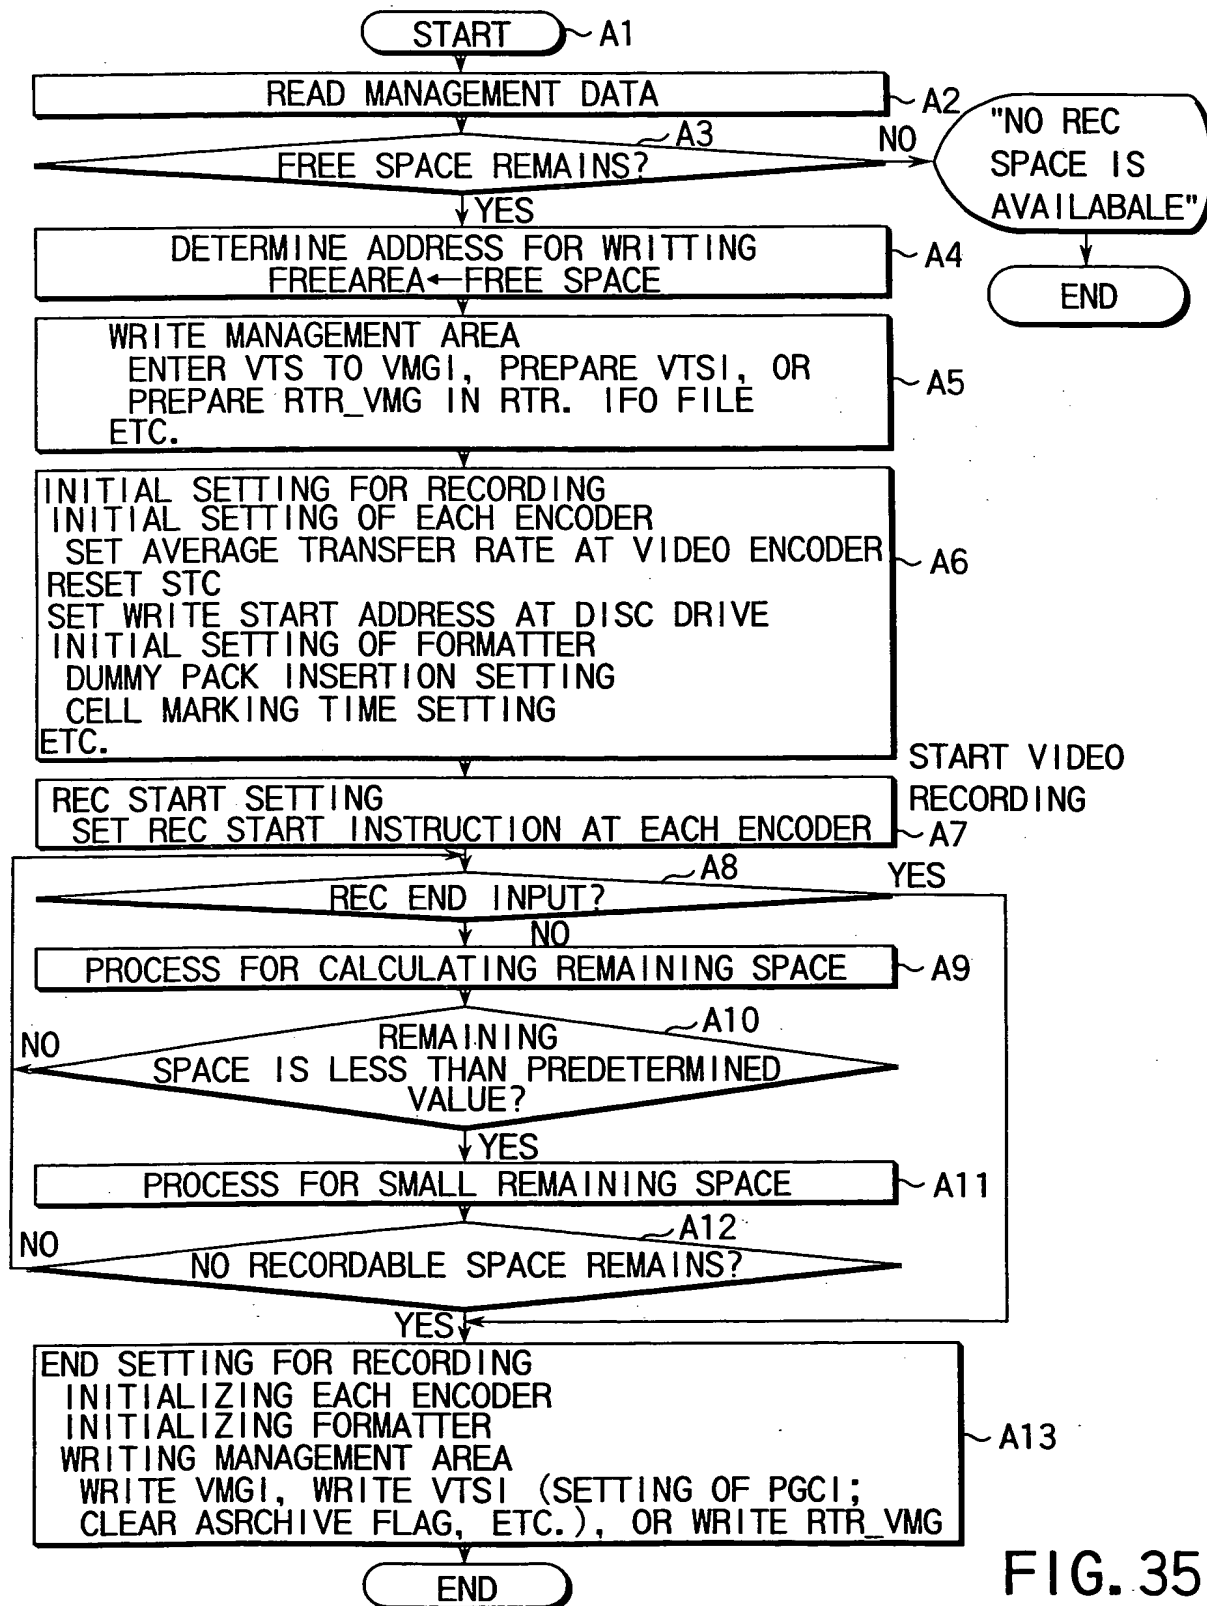 START
A1
READ MANAGEMENT DATA
A2
A3
FREE SPACE REMAINS?
NO
"NO REC
SPACE IS
AVAILABALE"
END
YES
DETERMINE ADDRESS FOR WRITTING
FREEAREA←FREE SPACE
A4
WRITE MANAGEMENT AREA
ENTER VTS TO VMGI, PREPARE VTSI, OR
PREPARE RTR_VMG IN RTR. IFO FILE
ETC.
A5
INITIAL SETTING FOR RECORDING
INITIAL SETTING OF EACH ENCODER
SET AVERAGE TRANSFER RATE AT VIDEO ENCODER
RESET STC
SET WRITE START ADDRESS AT DISC DRIVE
INITIAL SETTING OF FORMATTER
DUMMY PACK INSERTION SETTING
CELL MARKING TIME SETTING
ETC.
A6
START VIDEO
RECORDING
REC START SETTING
SET REC START INSTRUCTION AT EACH ENCODER
A7
A8
REC END INPUT?
YES
NO
PROCESS FOR CALCULATING REMAINING SPACE
A9
A10
REMAINING
SPACE IS LESS THAN PREDETERMINED
VALUE?
NO
YES
PROCESS FOR SMALL REMAINING SPACE
A11
A12
NO RECORDABLE SPACE REMAINS?
NO
YES
END SETTING FOR RECORDING
INITIALIZING EACH ENCODER
INITIALIZING FORMATTER
WRITING MANAGEMENT AREA
WRITE VMGI, WRITE VTSI (SETTING OF PGCI;
CLEAR ASRCHIVE FLAG, ETC.), OR WRITE RTR_VMG
A13
END
FIG. 35